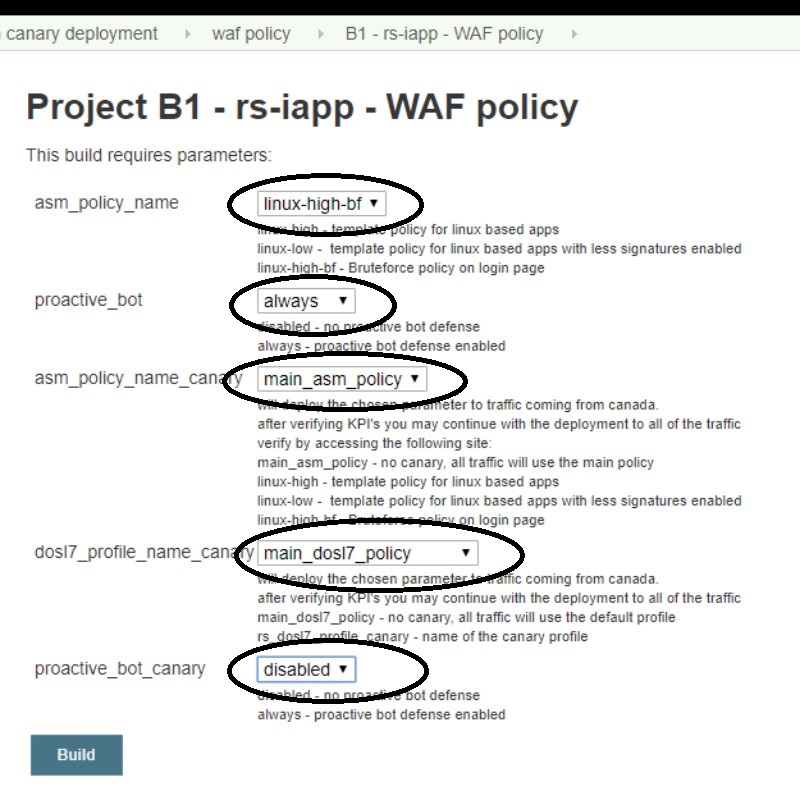 canary deployment
waf policy
B1 - rs-iapp - WAF policy
Project B1 - rs-iapp - WAF policy
This build requires parameters:
asm_policy_name
linux-high-bf
linux-high - template policy for linux based apps
linux-low - template policy for linux based apps with less signatures enabled
linux-high-bf - Bruteforce policy on login page
proactive_bot
always
disabled - no proactive bot defense
always - proactive bot defense enabled
asm_policy_name_canary
main_asm_policy
will deploy the chosen parameter to traffic coming from canada.
after verifying KPI's you may continue with the deployment to all of the traffic
verify by accessing the following site:
main_asm_policy - no canary, all traffic will use the main policy
linux-high - template policy for linux based apps
linux-low - template policy for linux based apps with less signatures enabled
linux-high-bf - Bruteforce policy on login page
dosl7_profile_name_canary
main_dosl7_policy
will deploy the chosen parameter to traffic coming from canada.
after verifying KPI's you may continue with the deployment to all of the traffic
main_dosl7_policy - no canary, all traffic will use the default profile
rs_dosl7_profile_canary - name of the canary profile
proactive_bot_canary
disabled
disabled - no proactive bot defense
always - proactive bot defense enabled
Build